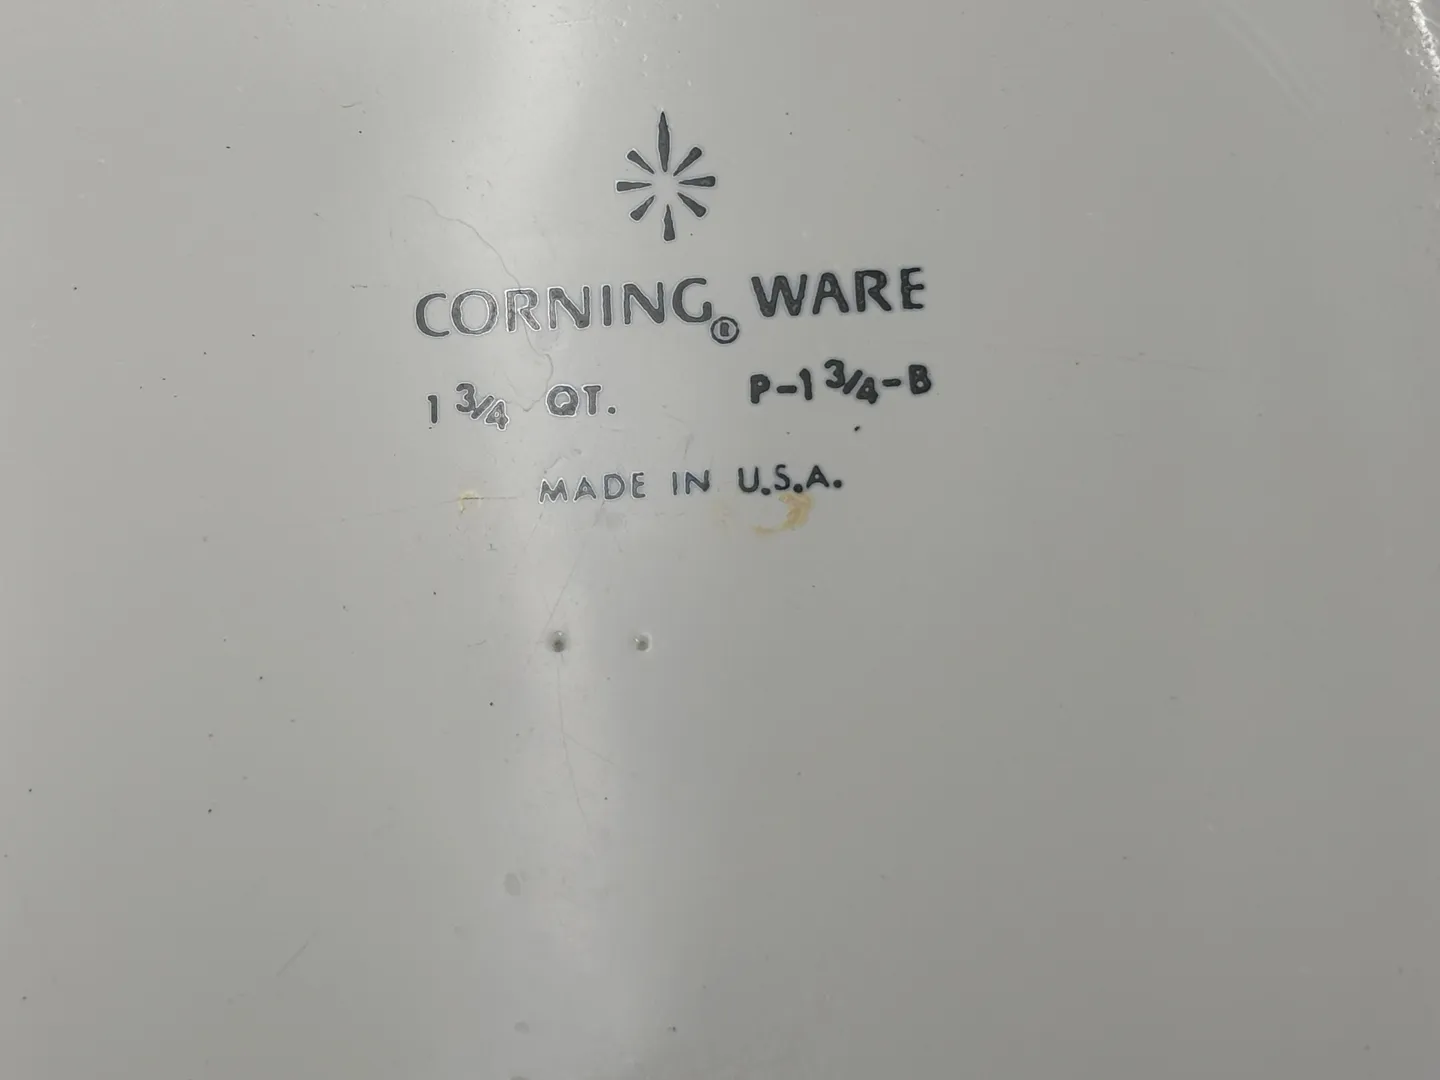 CORNING® WARE
1 3/4 QT. P-1 3/4-B
MADE IN U.S.A.